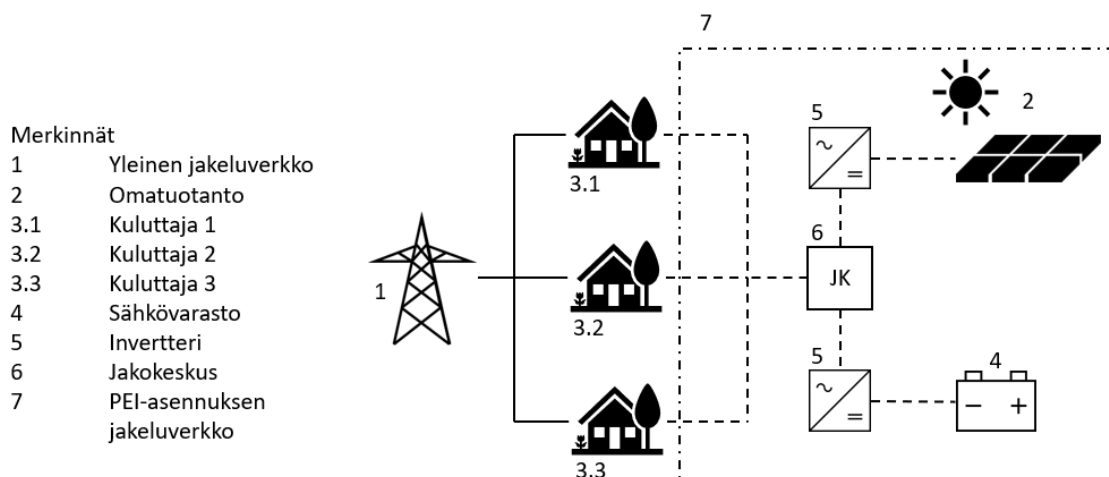 Merkinnät
1 Yleinen jakeluverkko
2 Omatuotanto
3.1 Kuluttaja 1
3.2 Kuluttaja 2
3.3 Kuluttaja 3
4 Sähkövarasto
5 Invertteri
6 Jakokeskus
7 PEI-asennuksen
jakeluverkko
1
3.1
3.2
3.3
7
5
2
6
JK
5
4